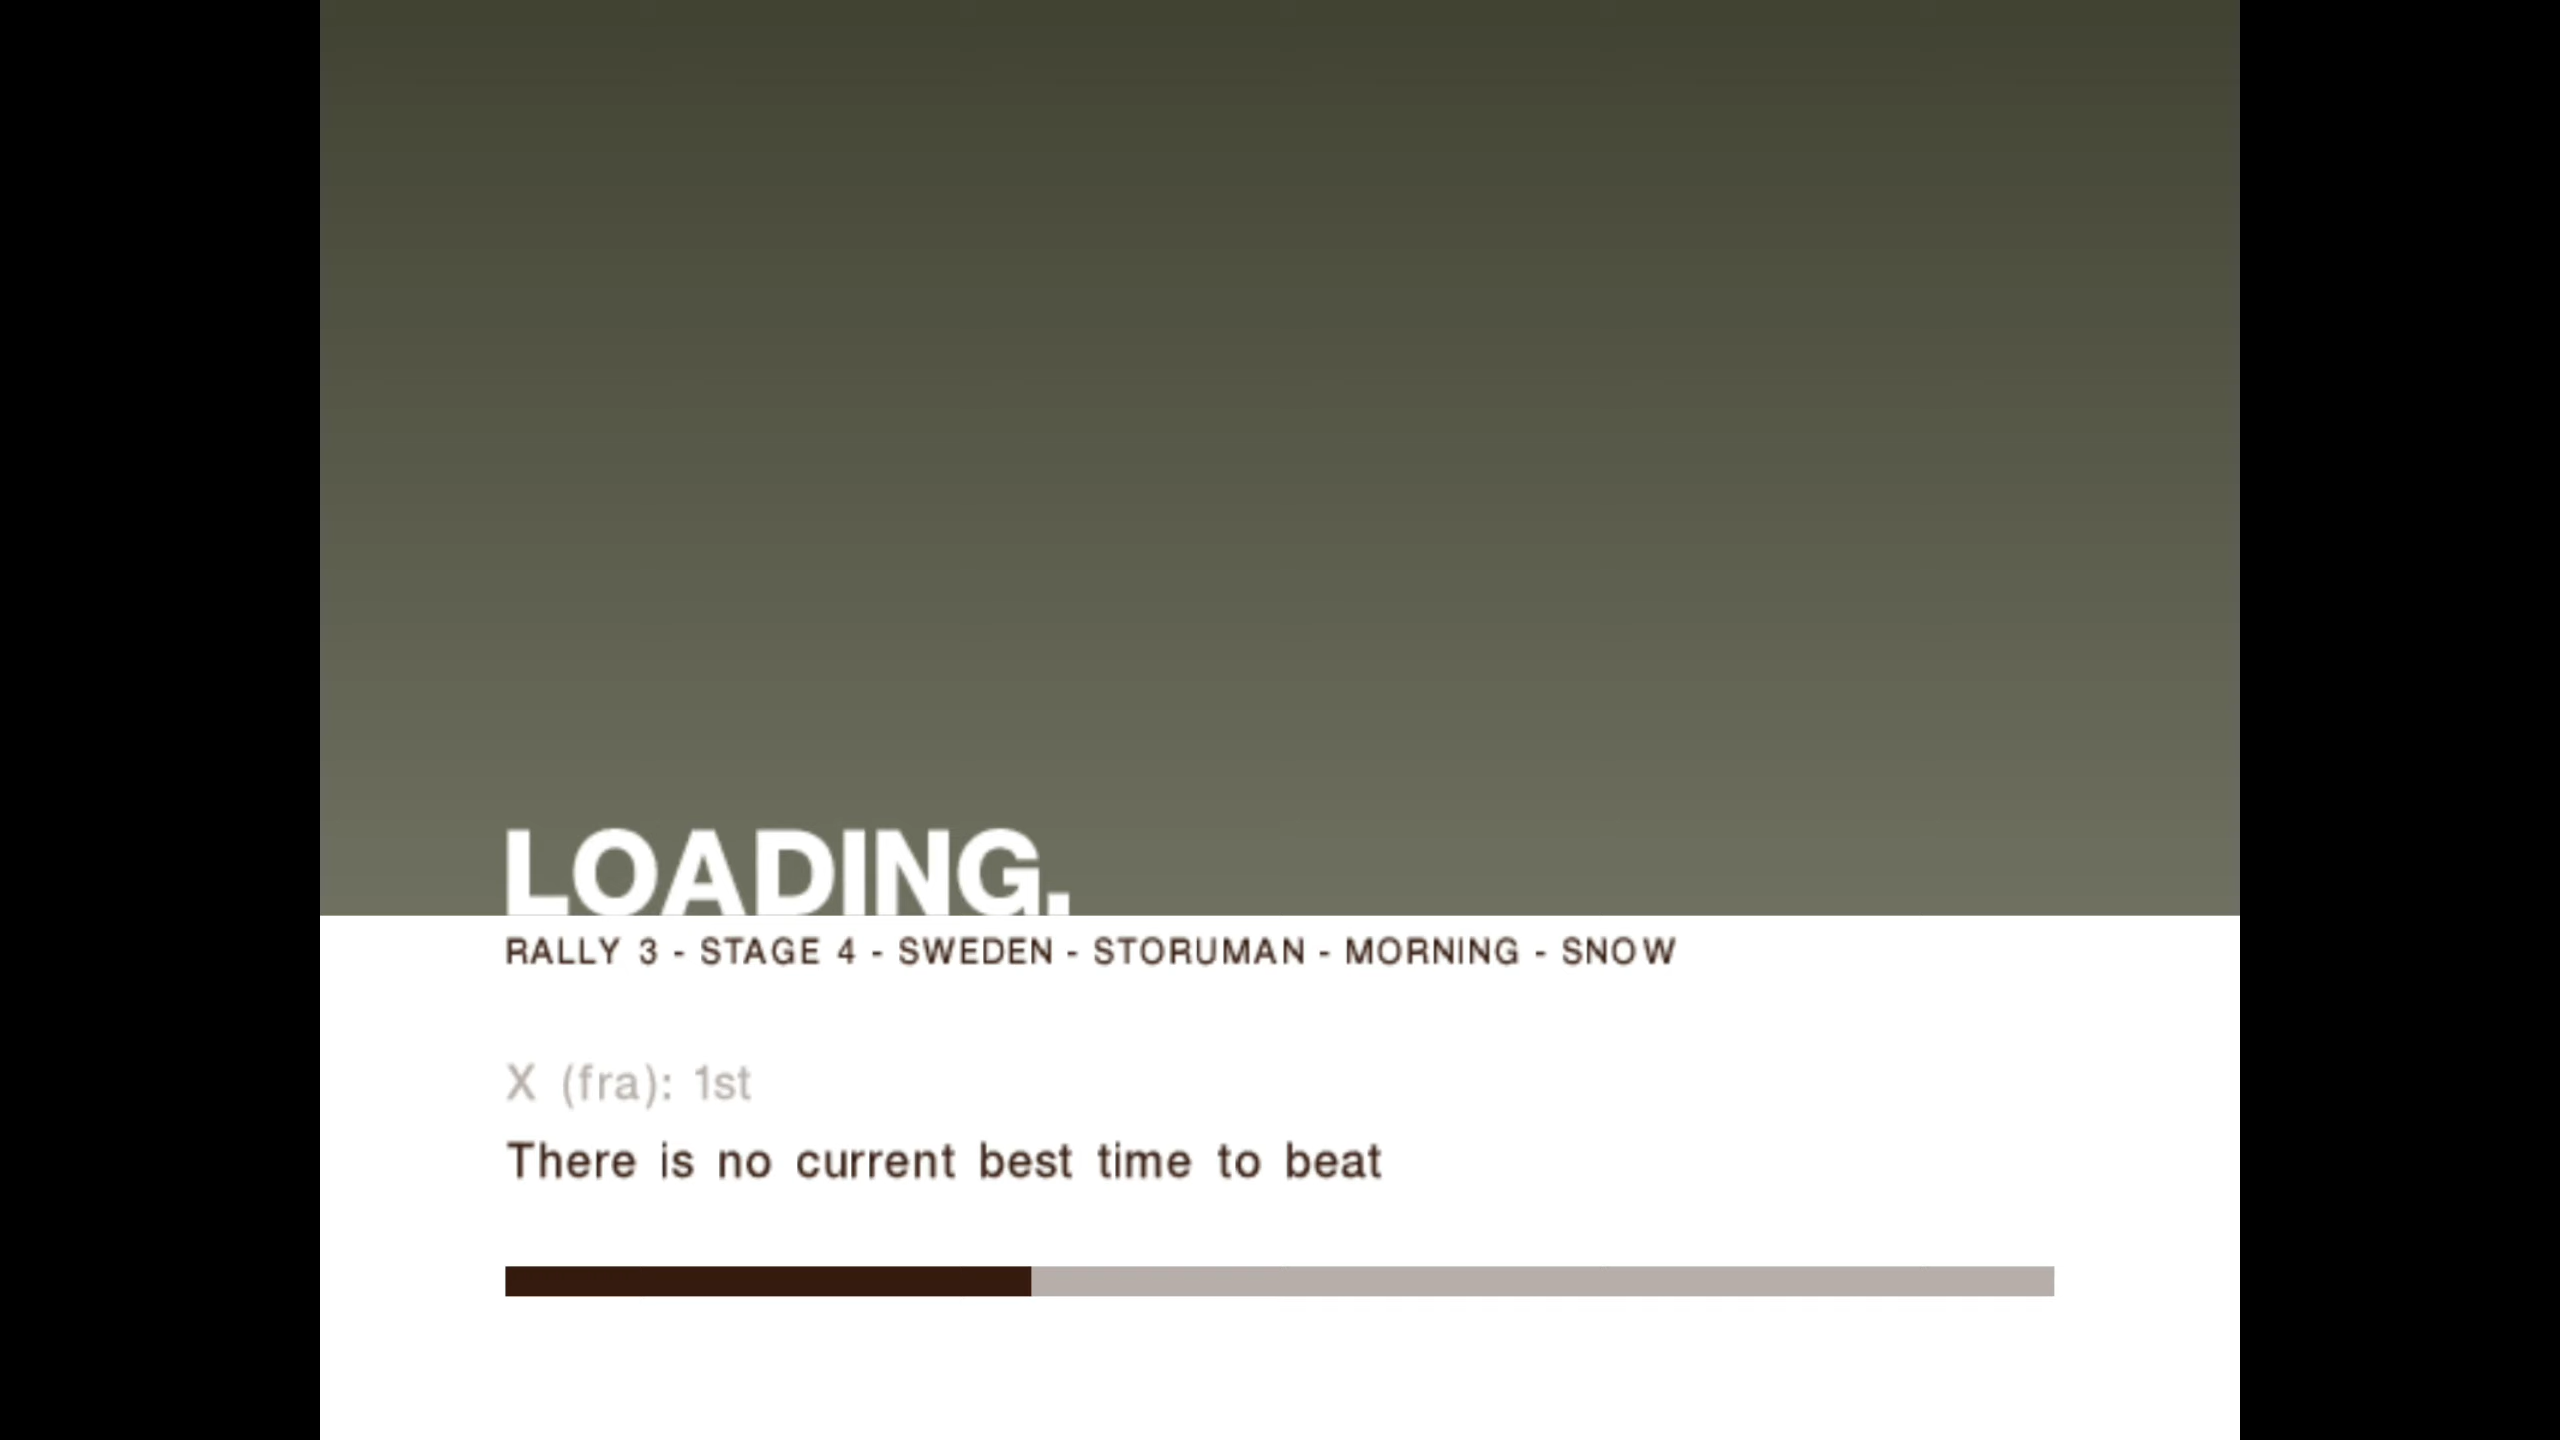 LOADING.
RALLY 3 - STAGE 4 - SWEDEN - STORUMAN - MORNING - SNOW
X (fra): 1st
There is no current best time to beat